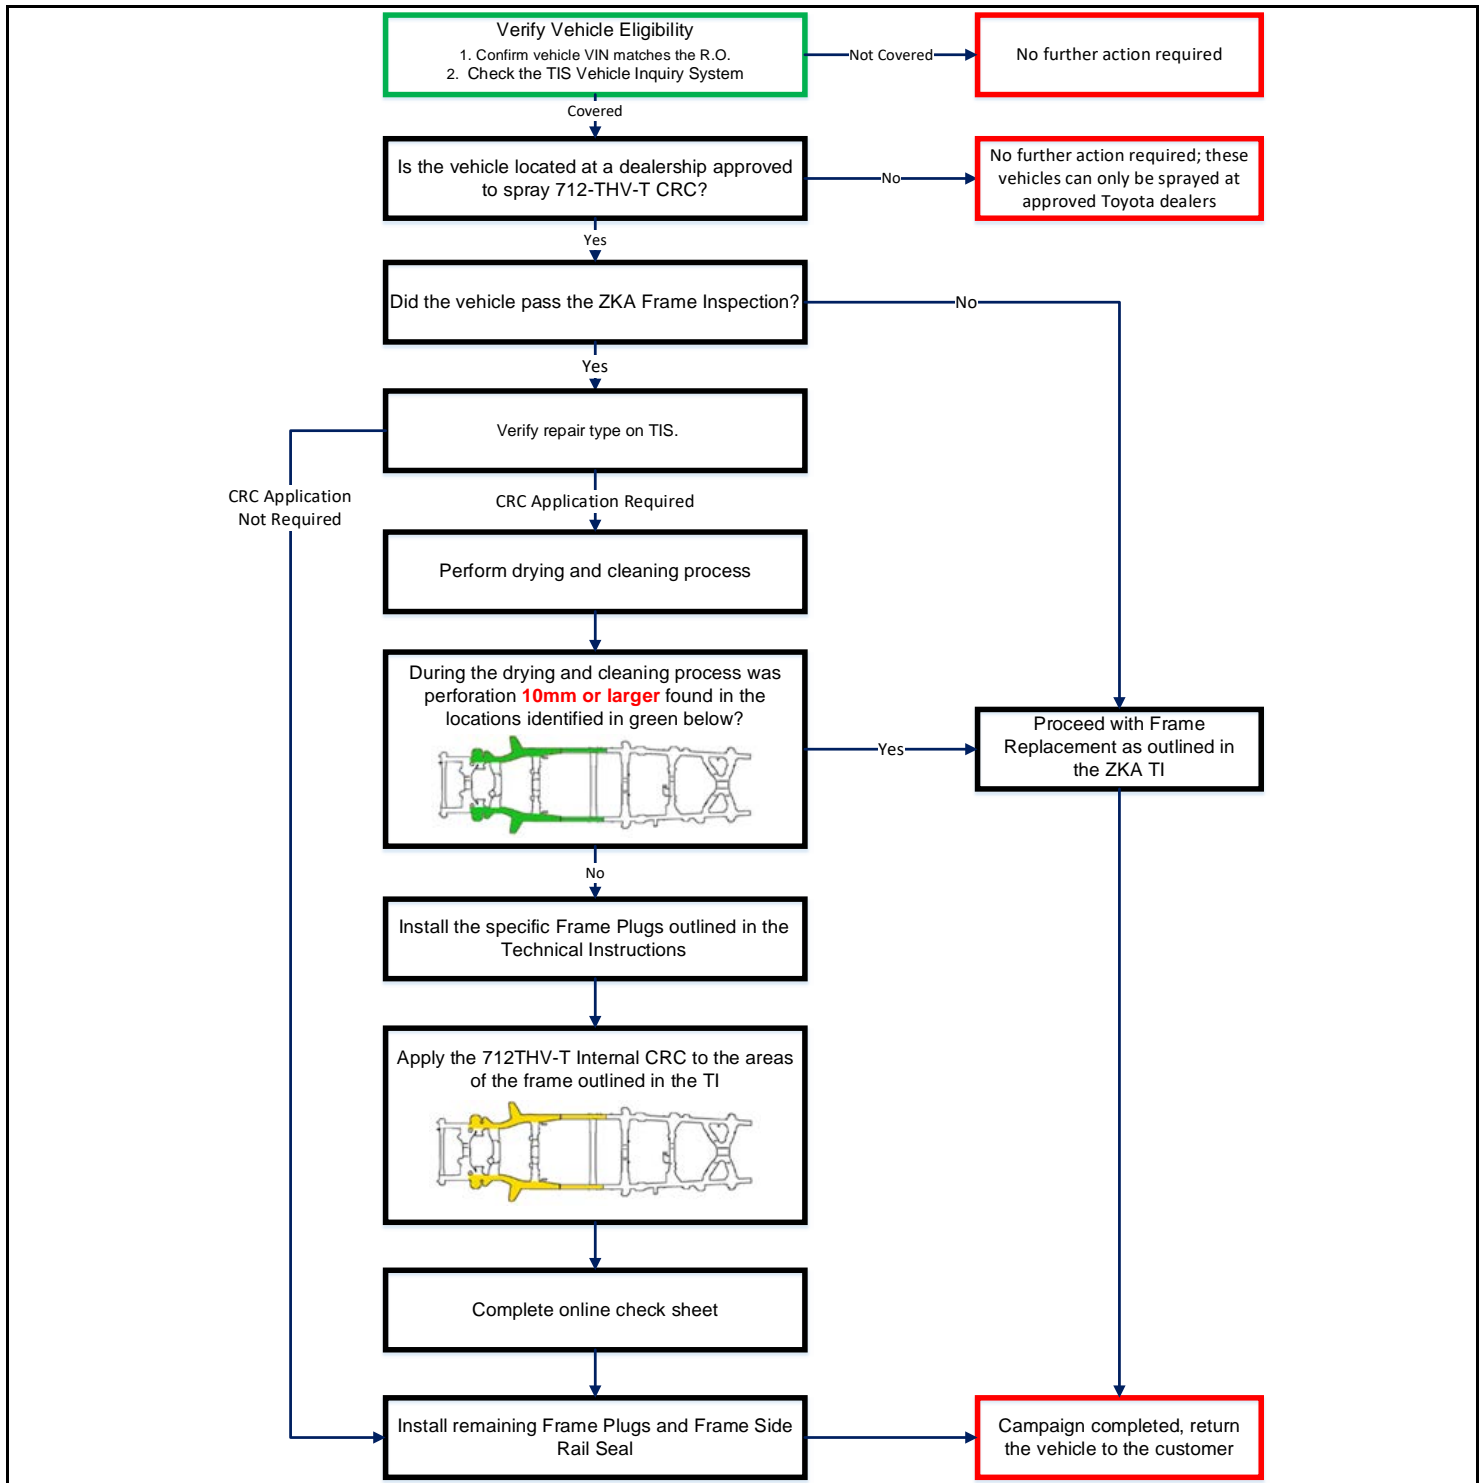 Verify Vehicle Eligibility
1. Confirm vehicle VIN matches the R.O.
2. Check the TIS Vehicle Inquiry System
Not Covered
No further action required
Covered
Is the vehicle located at a dealership approved
to spray 712-THV-T CRC?
No
No further action required; these
vehicles can only be sprayed at
approved Toyota dealers
Yes
Did the vehicle pass the ZKA Frame Inspection?
No
Yes
Verify repair type on TIS.
CRC Application
Not Required
CRC Application Required
Perform drying and cleaning process
During the drying and cleaning process was
perforation 10mm or larger found in the
locations identified in green below?
Yes
Proceed with Frame
Replacement as outlined in
the ZKA TI
No
Install the specific Frame Plugs outlined in the
Technical Instructions
Apply the 712THV-T Internal CRC to the areas
of the frame outlined in the TI
Complete online check sheet
Install remaining Frame Plugs and Frame Side
Rail Seal
Campaign completed, return
the vehicle to the customer